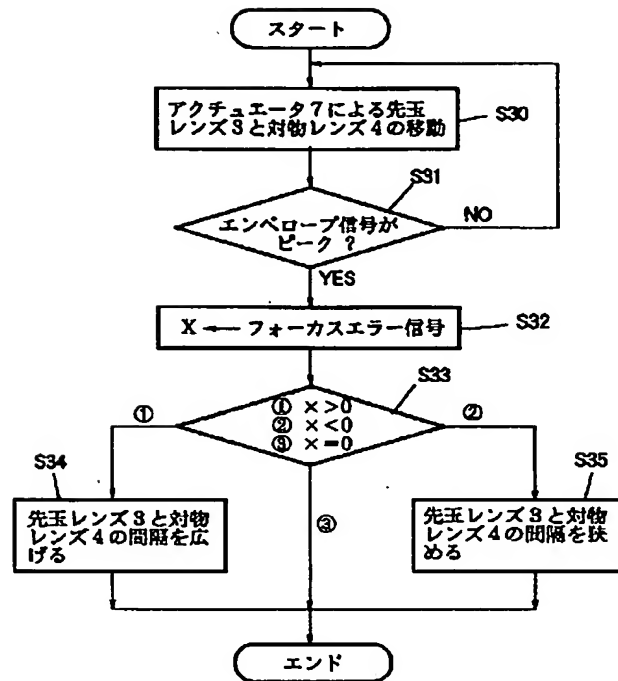 スタート
アクチュエータ7による先玉
レンズ3と対物レンズ4の移動
S30
S31
エンベロープ信号が
ピーク ?
NO
YES
X ← フォーカスエラー信号
S32
S33
① ×>0
② ×<0
③ ×=0
①
②
③
S34
先玉レンズ3と対物
レンズ4の間隔を広
げる
S35
先玉レンズ3と対物
レンズ4の間隔を狭
める
エンド